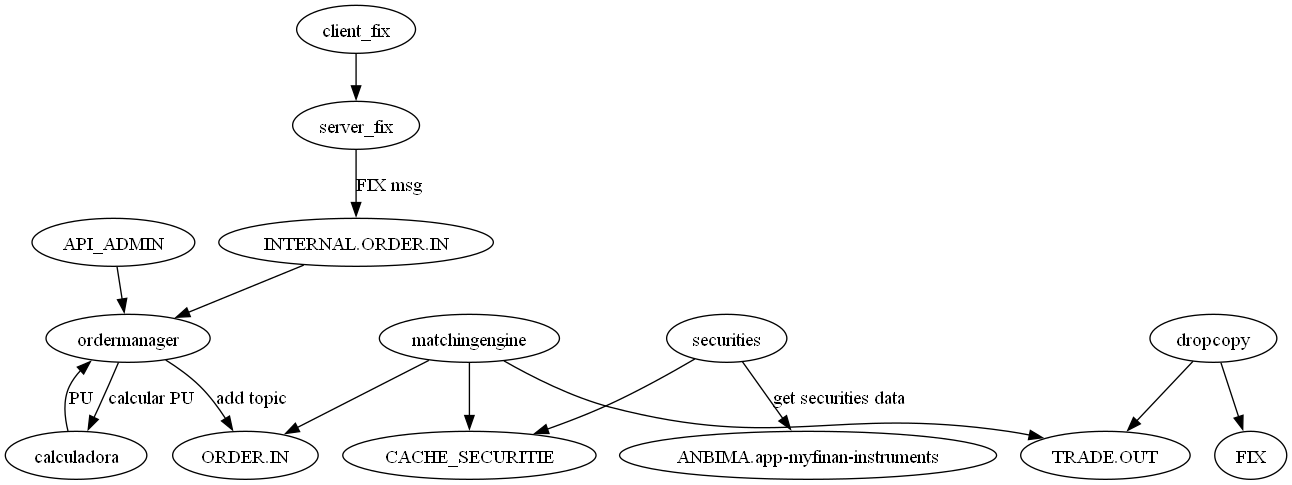 client_fix
server_fix
FIX msg
API_ADMIN
INTERNAL.ORDER.IN
ordermanager
matchingengine
securities
dropcopy
PU
calcular PU
add topic
get securities data
calculadora
ORDER.IN
CACHE_SECURITIE
ANBIMA.app-myfinan-instruments
TRADE.OUT
FIX